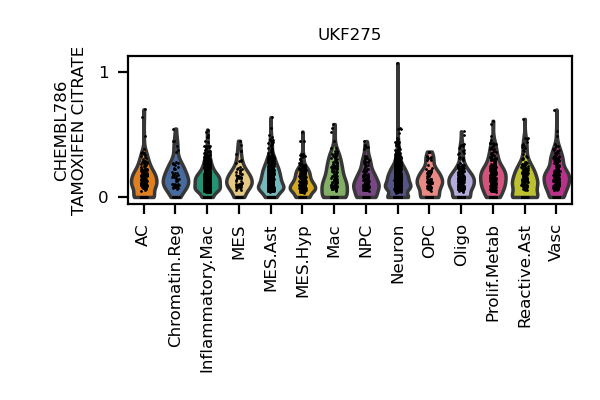 UKF275
CHEMBL786
TAMOXIFEN CITRATE
1
0
AC
Chromatin.Reg
Inflammatory.Mac
MES
MES.Ast
MES.Hyp
Mac
NPC
Neuron
OPC
Oligo
Prolif.Metab
Reactive.Ast
Vasc